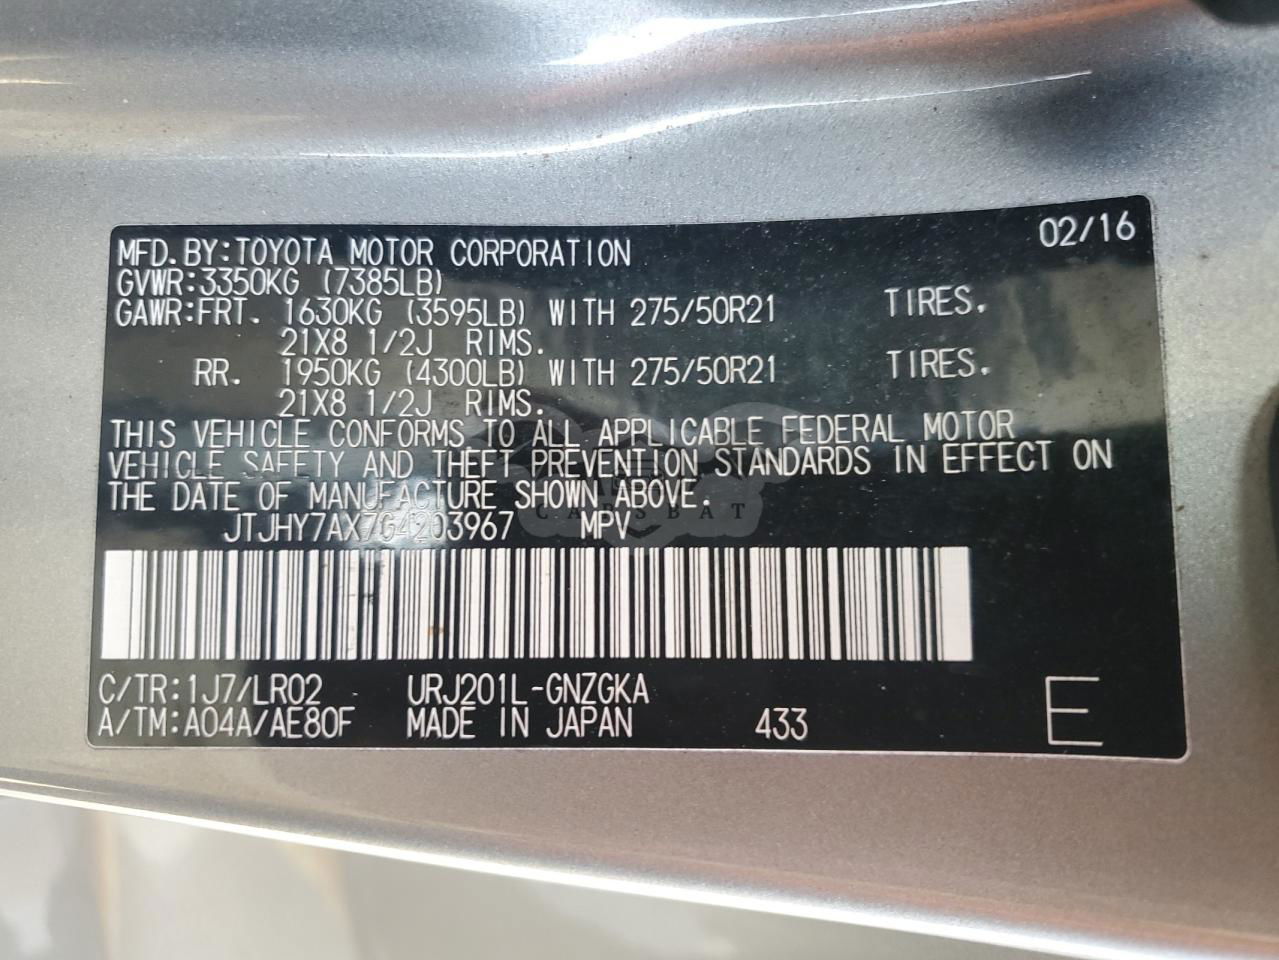 02/16
MFD.BY:TOYOTA MOTOR CORPORATION
GVWR:3350KG (7385LB)
GAWR:FRT. 1630KG (3595LB) WITH 275/50R21 TIRES.
21X8 1/2J RIMS.
RR. 1950KG (4300LB) WITH 275/50R21 TIRES.
21X8 1/2J RIMS.
THIS VEHICLE CONFORMS TO ALL APPLICABLE FEDERAL MOTOR
VEHICLE SAFETY AND THEFT PREVENTION STANDARDS IN EFFECT ON
THE DATE OF MANUFACTURE SHOWN ABOVE.
CARSBAT
JTJHY7AX7G4203967 MPV
C/TR:1J7/LR02 URJ201L-GNZGKA
A/TM:A04A/AE80F MADE IN JAPAN 433 E